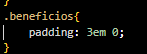 }
.beneficios{
    padding: 3em 0;
}